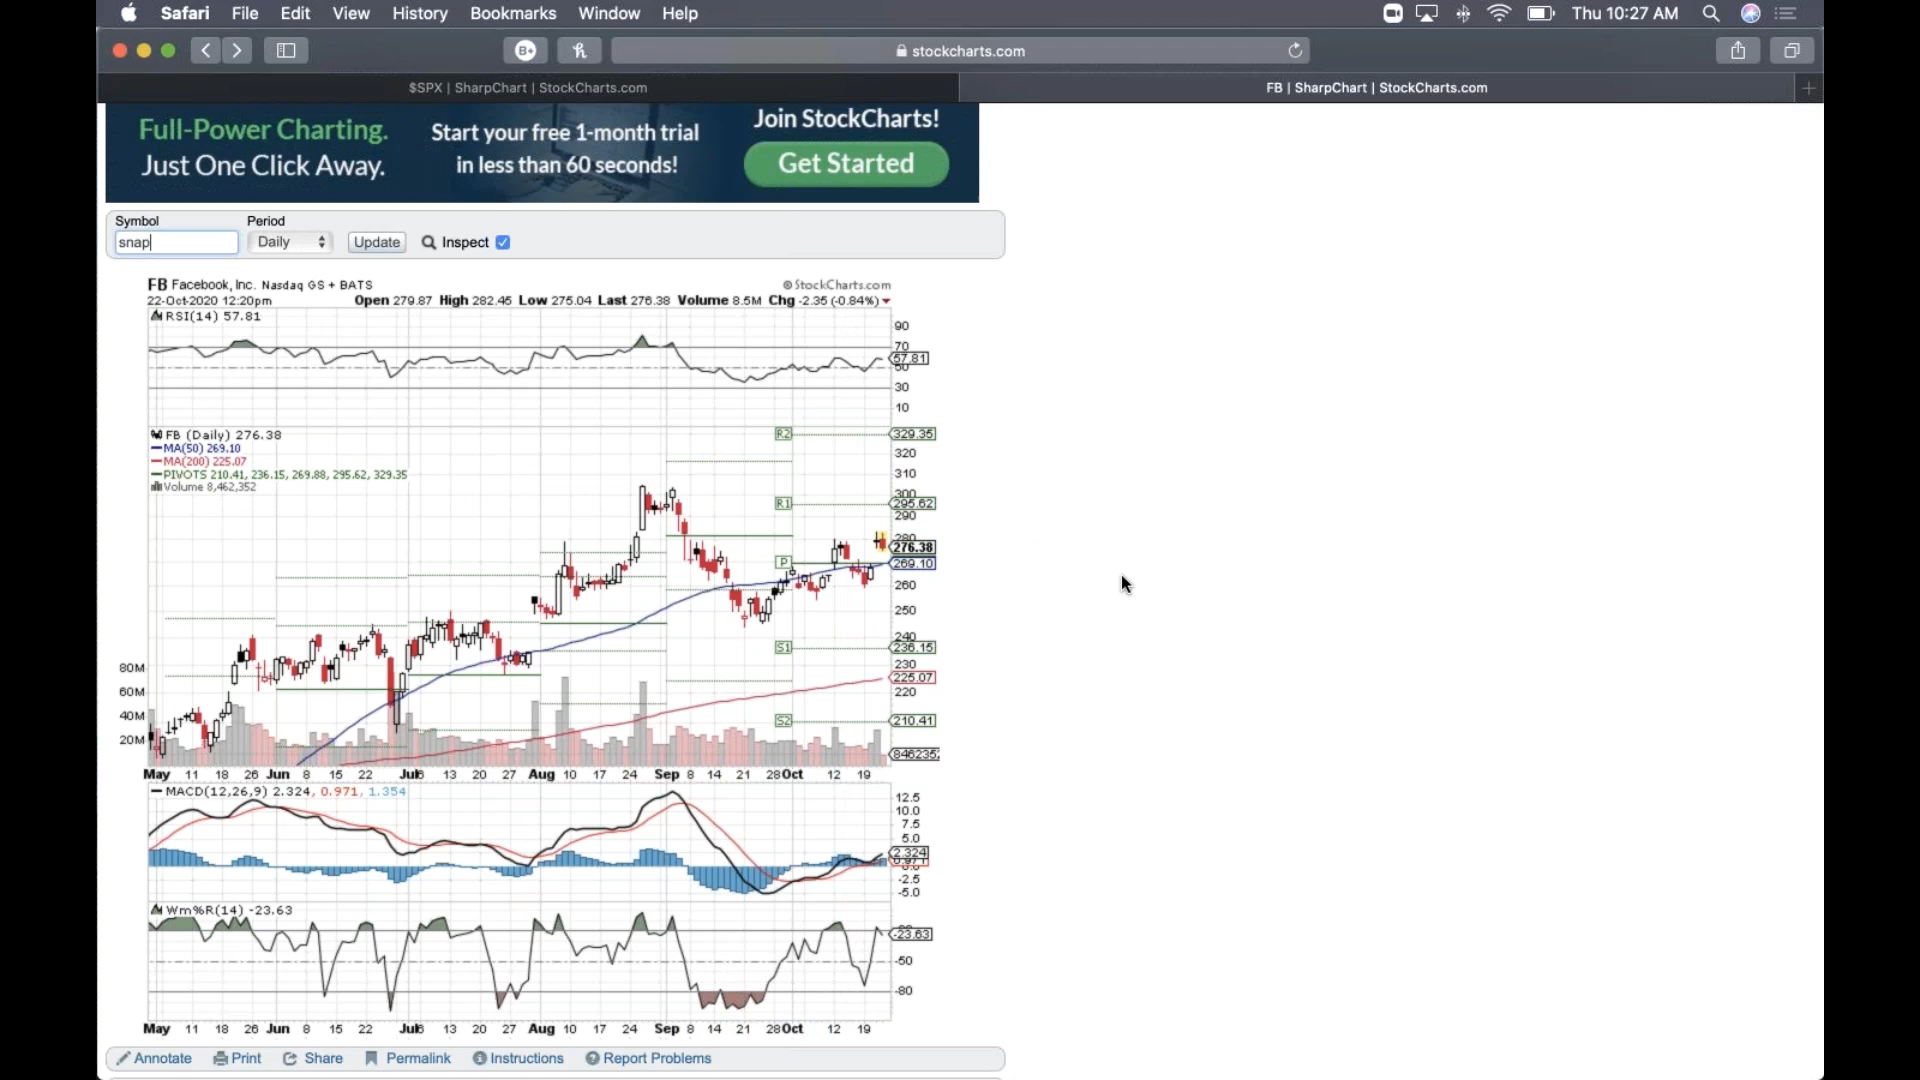 Safari File Edit View History Bookmarks Window Help Thu 10:27 AM
B+ stockcharts.com
$SPX | SharpChart | StockCharts.com FB | SharpChart | StockCharts.com
Full-Power Charting. Start your free 1-month trial Join StockCharts!
Just One Click Away. in less than 60 seconds! Get Started
Symbol Period
snap Daily Update Inspect
FB Facebook, Inc. Nasdaq GS + BATS ©StockCharts.com
22-Oct-2020 12:20pm Open 279.87 High 282.45 Low 275.04 Last 276.38 Volume 8.5M Chg -2.35 (-0.84%)
RSI(14) 57.81
90
70
57.81
50
30
10
FB (Daily) 276.38
MA(50) 269.10
MA(200) 225.07
PIVOTS 210.41, 236.15, 269.88, 295.62, 329.35
Volume 8,462,352
R2 329.35
320
310
300
R1 295.62
290
280
276.38
P 269.10
260
250
240
S1 236.15
230
225.07
220
S2 210.41
846235
80M
60M
40M
20M
May 11 18 26 Jun 8 15 22 Jul 6 13 20 27 Aug 10 17 24 Sep 8 14 21 28 Oct 12 19
MACD(12,26,9) 2.324, 0.971, 1.354
12.5
10.0
7.5
5.0
2.324
0.971
-2.5
-5.0
Wm%R(14) -23.63
-23.63
-50
-80
May 11 18 26 Jun 8 15 22 Jul 6 13 20 27 Aug 10 17 24 Sep 8 14 21 28 Oct 12 19
Annotate Print Share Permalink Instructions Report Problems